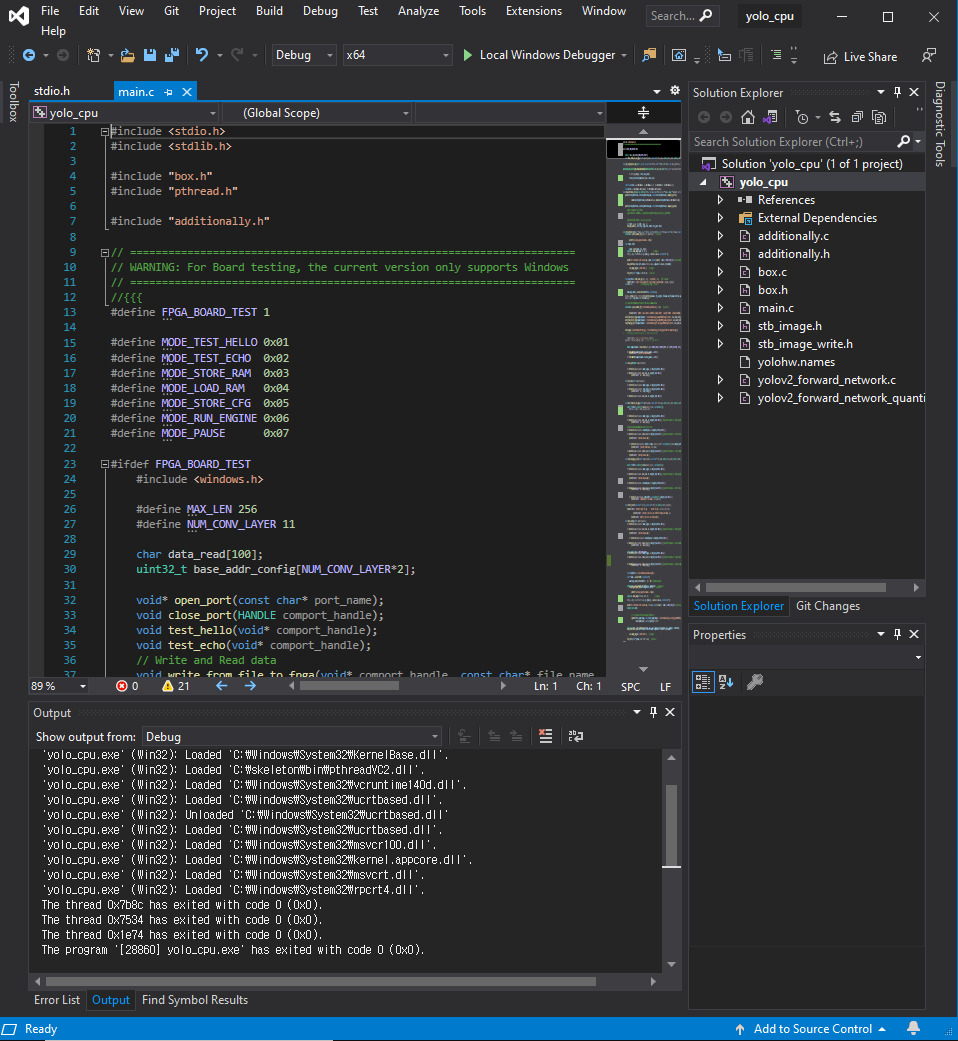 File Edit View Git Project Build Debug Test Analyze Tools Extensions Window Search... yolo_cpu
Help
Debug x64 Local Windows Debugger Live Share
Toolbox
stdio.h main.c
yolo_cpu (Global Scope)
1 #include <stdio.h>
2 #include <stdlib.h>
3
4 #include "box.h"
5 #include "pthread.h"
6
7 #include "additionally.h"
8
9 // ======================================================================
10 // WARNING: For Board testing, the current version only supports Windows
11 // ======================================================================
12 //{{{
13 #define FPGA_BOARD_TEST 1
14
15 #define MODE_TEST_HELLO 0x01
16 #define MODE_TEST_ECHO 0x02
17 #define MODE_STORE_RAM 0x03
18 #define MODE_LOAD_RAM 0x04
19 #define MODE_STORE_CFG 0x05
20 #define MODE_RUN_ENGINE 0x06
21 #define MODE_PAUSE 0x07
22
23 #ifdef FPGA_BOARD_TEST
24 #include <windows.h>
25
26 #define MAX_LEN 256
27 #define NUM_CONV_LAYER 11
28
29 char data_read[100];
30 uint32_t base_addr_config[NUM_CONV_LAYER*2];
31
32 void* open_port(const char* port_name);
33 void close_port(HANDLE comport_handle);
34 void test_hello(void* comport_handle);
35 void test_echo(void* comport_handle);
36 // Write and Read data
37 void write_from_file_to_fpga(void* comport_handle, const char* file_name
89 % 0 21 Ln: 1 Ch: 1 SPC LF
Output
Show output from: Debug
'yolo_cpu.exe' (Win32): Loaded 'C:₩Windows₩System32₩KernelBase.dll'.
'yolo_cpu.exe' (Win32): Loaded 'C:₩skeleton₩bin₩pthreadVC2.dll'.
'yolo_cpu.exe' (Win32): Loaded 'C:₩Windows₩System32₩vcruntime140d.dll'.
'yolo_cpu.exe' (Win32): Loaded 'C:₩Windows₩System32₩ucrtbased.dll'.
'yolo_cpu.exe' (Win32): Unloaded 'C:₩Windows₩System32₩ucrtbased.dll'
'yolo_cpu.exe' (Win32): Loaded 'C:₩Windows₩System32₩ucrtbased.dll'.
'yolo_cpu.exe' (Win32): Loaded 'C:₩Windows₩System32₩msvcr100.dll'.
'yolo_cpu.exe' (Win32): Loaded 'C:₩Windows₩System32₩kernel.appcore.dll'.
'yolo_cpu.exe' (Win32): Loaded 'C:₩Windows₩System32₩msvcrt.dll'.
'yolo_cpu.exe' (Win32): Loaded 'C:₩Windows₩System32₩rpcrt4.dll'.
The thread 0x7b8c has exited with code 0 (0x0).
The thread 0x7534 has exited with code 0 (0x0).
The thread 0x1e74 has exited with code 0 (0x0).
The program '[28860] yolo_cpu.exe' has exited with code 0 (0x0).
Error List Output Find Symbol Results
Solution Explorer
Search Solution Explorer (Ctrl+;)
Solution 'yolo_cpu' (1 of 1 project)
yolo_cpu
References
External Dependencies
additionally.c
additionally.h
box.c
box.h
main.c
stb_image.h
stb_image_write.h
yolohw.names
yolov2_forward_network.c
yolov2_forward_network_quanti
Solution Explorer Git Changes
Properties
Diagnostic Tools
Ready Add to Source Control